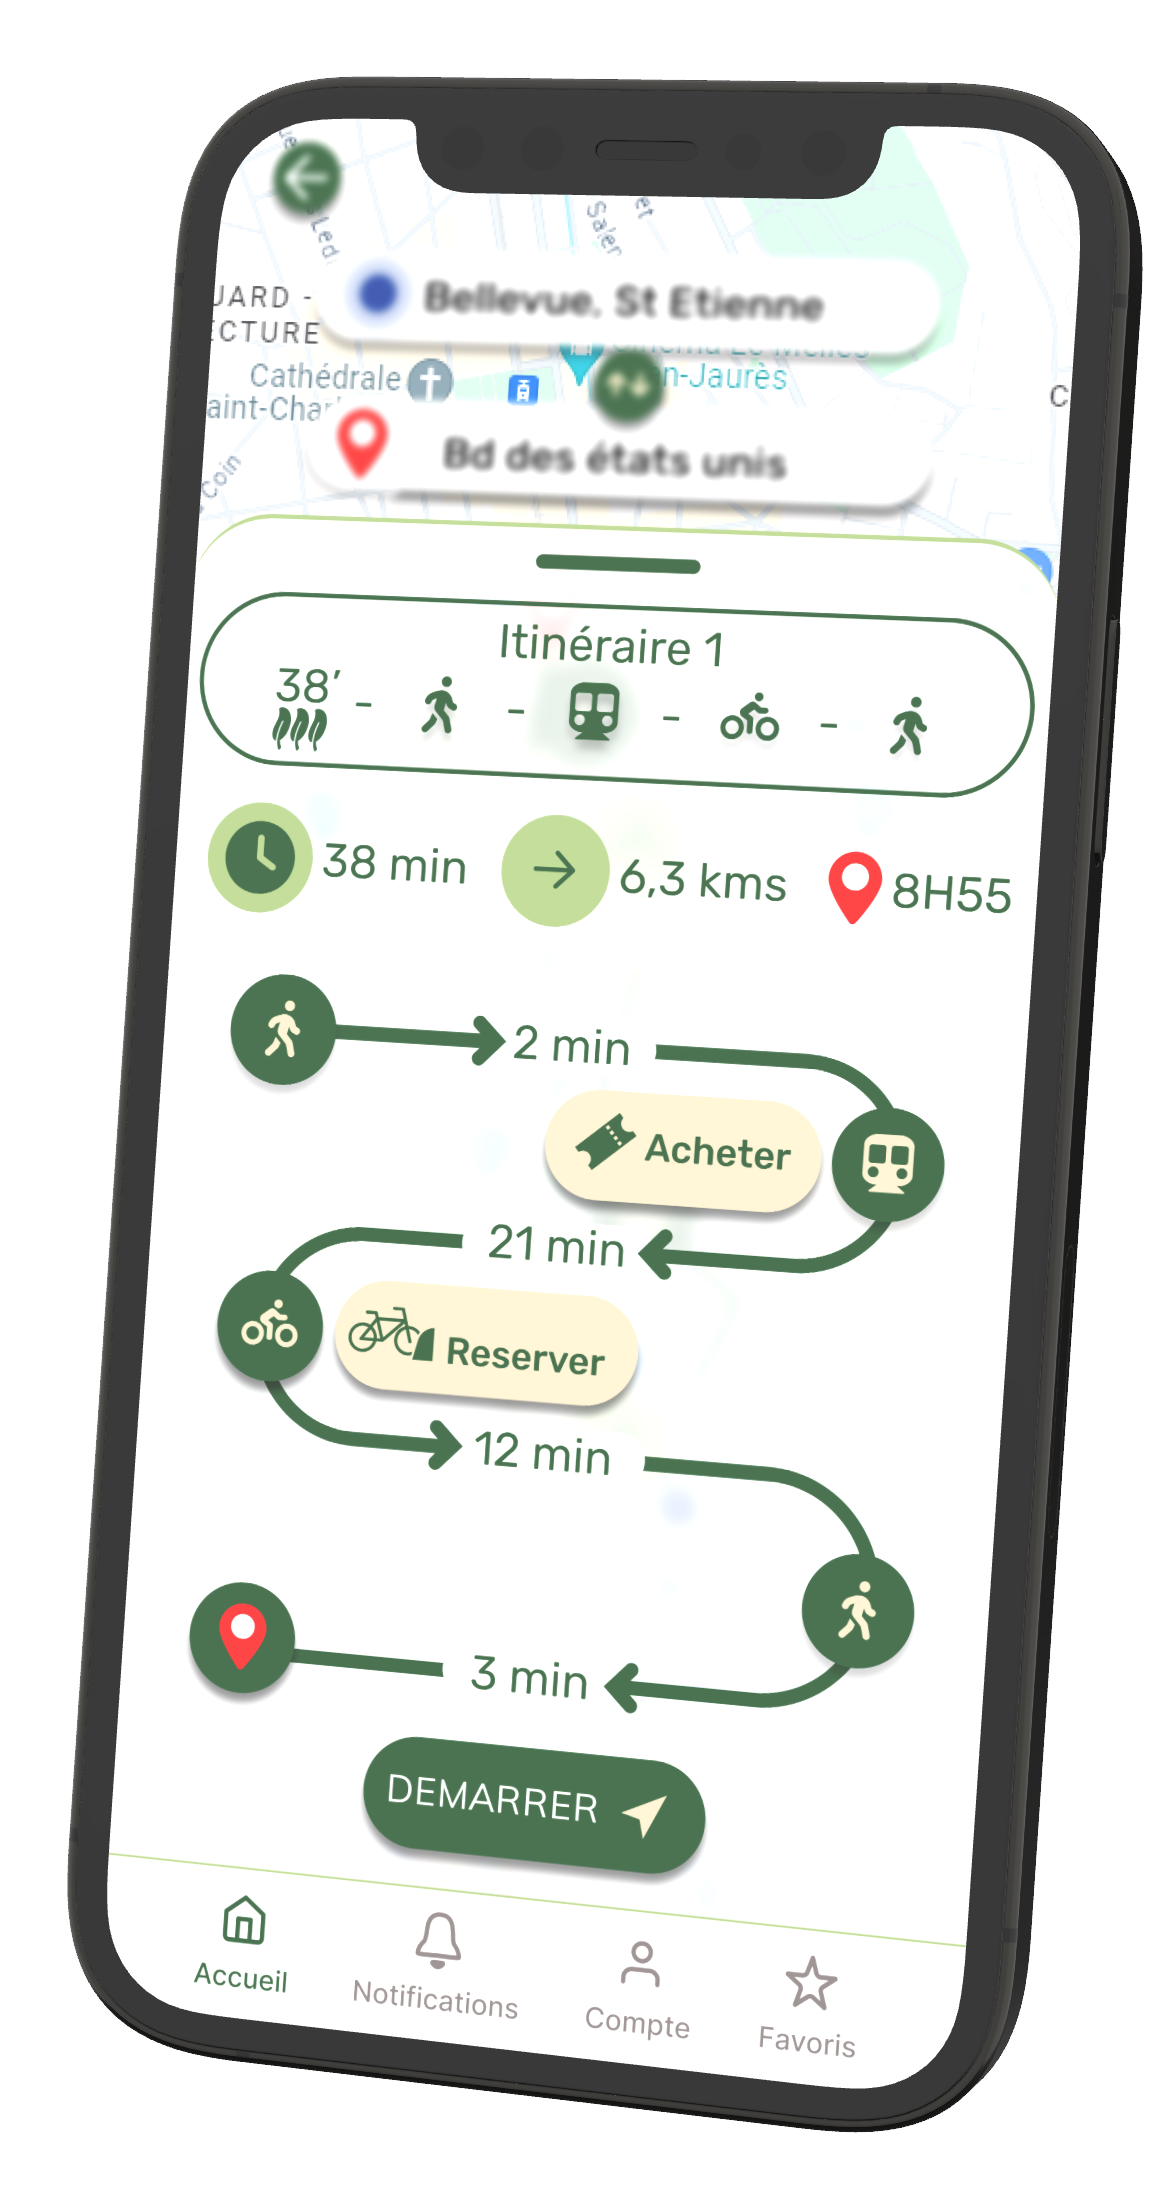 Led
Saler
et
Bellevue, St Etienne
UARD -
ECTURE
Cathédrale
aint-Char
n-Jaurès
C
Bd des états unis
Coin
Itinéraire 1
38’ - - - -
38 min 6,3 kms 8H55
2 min
Acheter
21 min
Reserver
12 min
3 min
DEMARRER
Accueil Notifications Compte Favoris